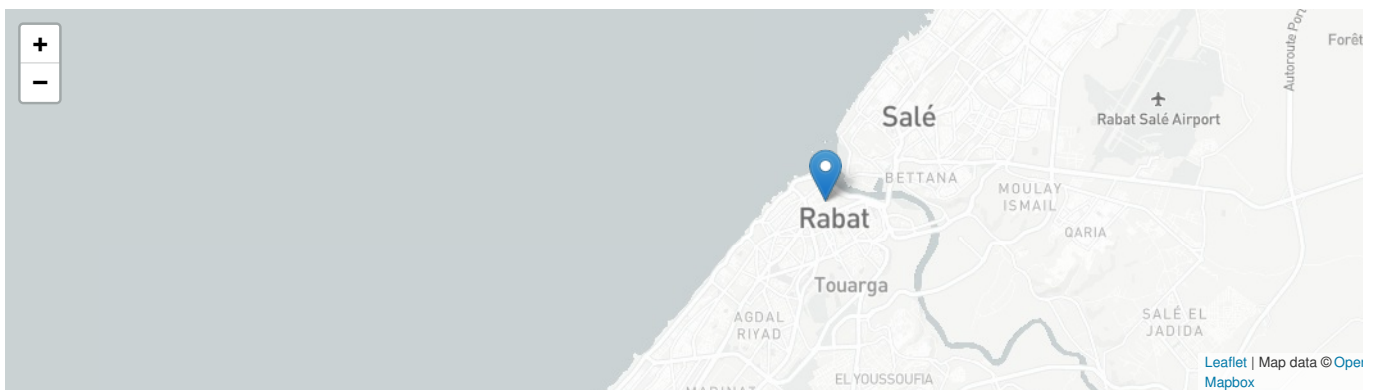 +
−
Autoroute Por
Forêt
Salé
Rabat Salé Airport
BETTANA
MOULAY
ISMAIL
Rabat
QARIA
Touarga
AGDAL
RIYAD
SALÉ EL
JADIDA
EL YOUSSOUFIA
Leaflet | Map data © Open
Mapbox